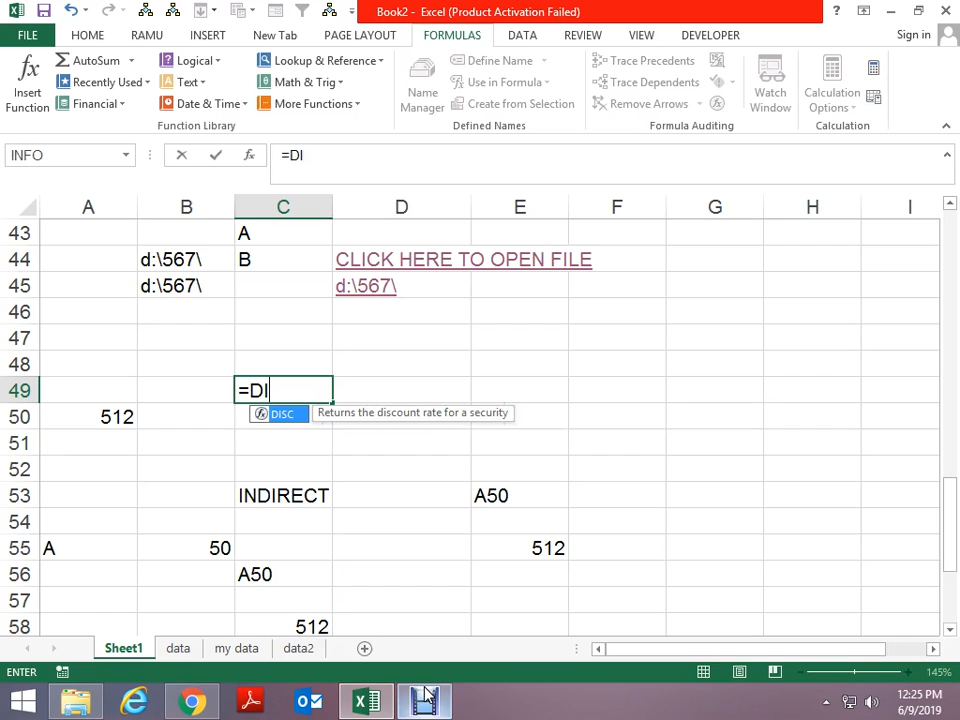 Book2 - Excel (Product Activation Failed)
FILE HOME RAMU INSERT New Tab PAGE LAYOUT FORMULAS DATA REVIEW VIEW DEVELOPER Sign in
Insert Function
AutoSum
Recently Used
Financial
Logical
Text
Date & Time
Lookup & Reference
Math & Trig
More Functions
Function Library
Name Manager
Define Name
Use in Formula
Create from Selection
Defined Names
Trace Precedents
Trace Dependents
Remove Arrows
Formula Auditing
Watch Window
Calculation Options
Calculation
INFO =DI
A B C D E F G H I
43 A
44 d:\567\ B CLICK HERE TO OPEN FILE
45 d:\567\ d:\567\
46
47
48
49 =DI
DISC Returns the discount rate for a security
50 512
51
52
53 INDIRECT A50
54
55 A 50 512
56 A50
57
58 512
Sheet1 data my data data2
ENTER 145%
12:25 PM
6/9/2019